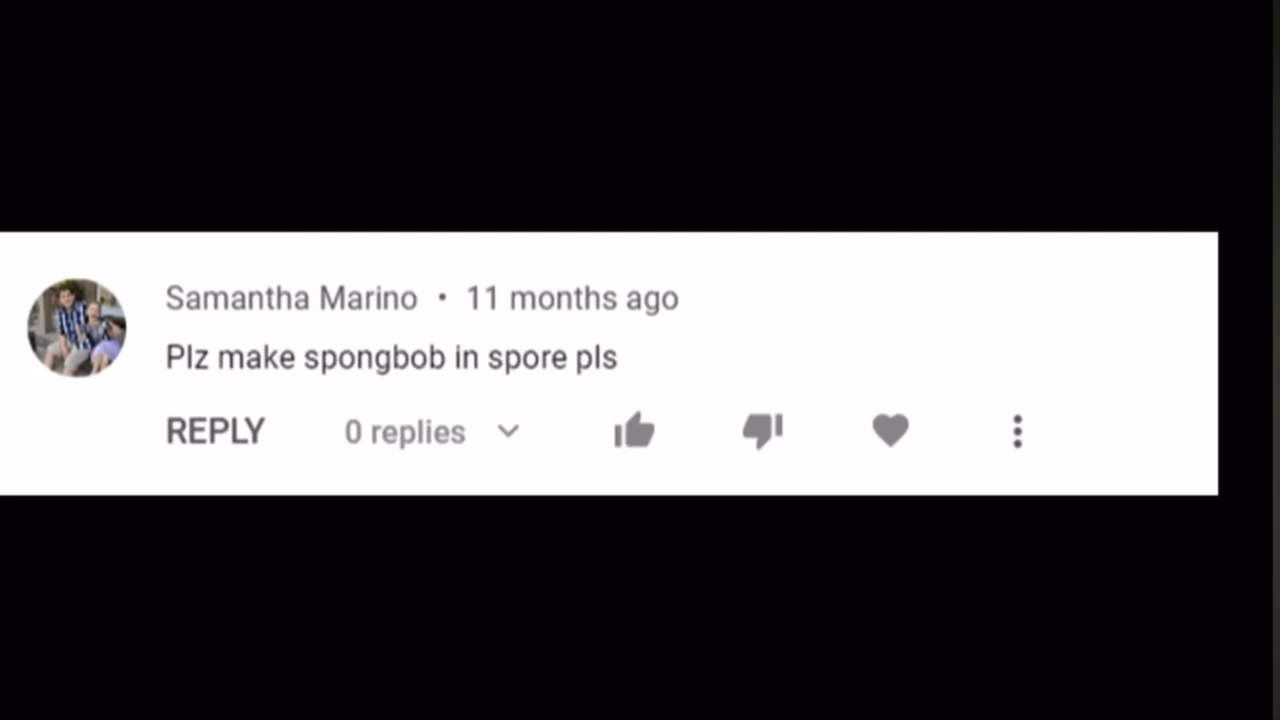 Samantha Marino • 11 months ago
Plz make spongbob in spore pls
REPLY 0 replies